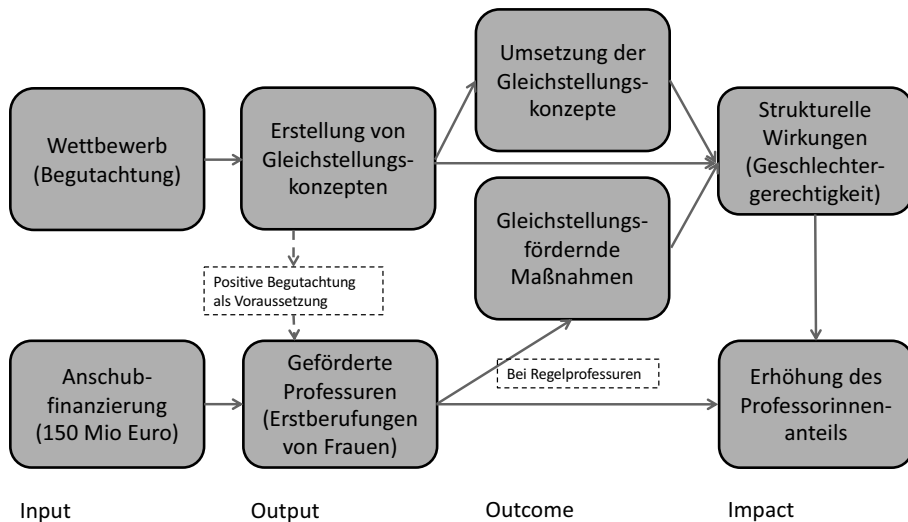 Wettbewerb
(Begutachtung)
Erstellung von
Gleichstellungs-
konzepten
Umsetzung der
Gleichstellungs-
konzepte
Strukturelle
Wirkungen
(Geschlechter-
gerechtigkeit)
Gleichstellungs-
fördernde
Maßnahmen
Positive Begutachtung
als Voraussetzung
Anschub-
finanzierung
(150 Mio Euro)
Geförderte
Professuren
(Erstberufungen
von Frauen)
Bei Regelprofessuren
Erhöhung des
Professorinnen-
anteils
Input
Output
Outcome
Impact